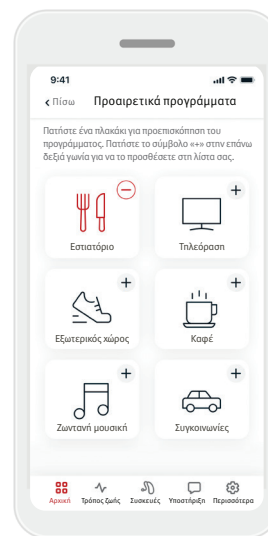 9:41
Πίσω Προαιρετικά προγράμματα
Πατήστε ένα πλακάκι για προεπισκόπηση του
προγράμματος. Πατήστε το σύμβολο «+» στην επάνω
δεξιά γωνία για να το προσθέσετε στη λίστα σας.
Εστιατόριο Τηλεόραση
Εξωτερικός χώρος Καφέ
Ζωντανή μουσική Συγκοινωνίες
Αρχική Τρόπος ζωής Συσκευές Υποστήριξη Περισσότερα